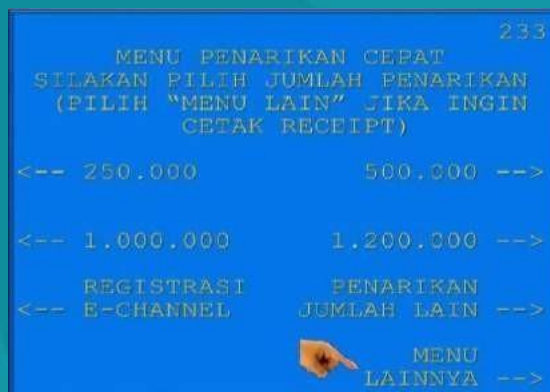 233
MENU PENARIKAN CEPAT
SILAKAN PILIH JUMLAH PENARIKAN
(PILIH "MENU LAIN" JIKA INGIN
CETAK RECEIPT)
<-- 250.000 500.000 -->
<-- 1.000.000 1.200.000 -->
REGISTRASI PENARIKAN
<-- E-CHANNEL JUMLAH LAIN -->
MENU
LAINNYA -->